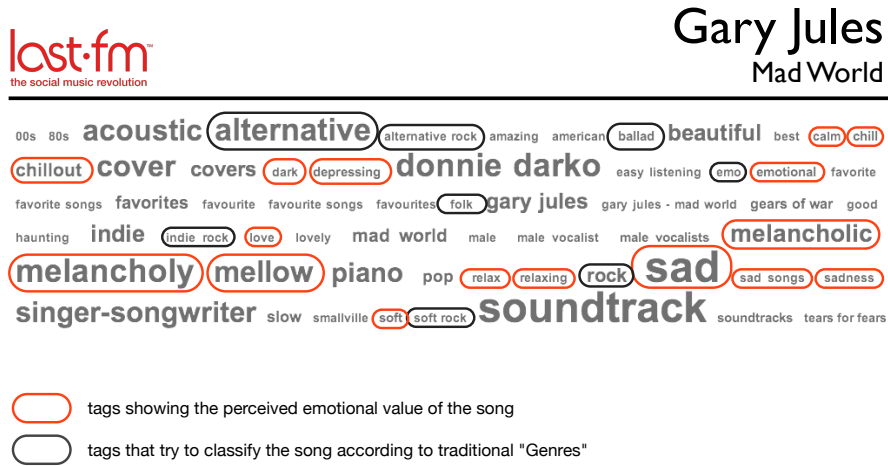 last.fm™
the social music revolution
Gary Jules
Mad World
00s 80s acoustic alternative alternative rock amazing american ballad beautiful best calm chill
chillout cover covers dark depressing donnie darko easy listening emo emotional favorite
favorite songs favorites favourite favourite songs favourites folk gary jules gary jules - mad world gears of war good
haunting indie indie rock love lovely mad world male male vocalist male vocalists melancholic
melancholy mellow piano pop relax relaxing rock sad sad songs sadness
singer-songwriter slow smallville soft soft rock soundtrack soundtracks tears for fears
tags showing the perceived emotional value of the song
tags that try to classify the song according to traditional "Genres"